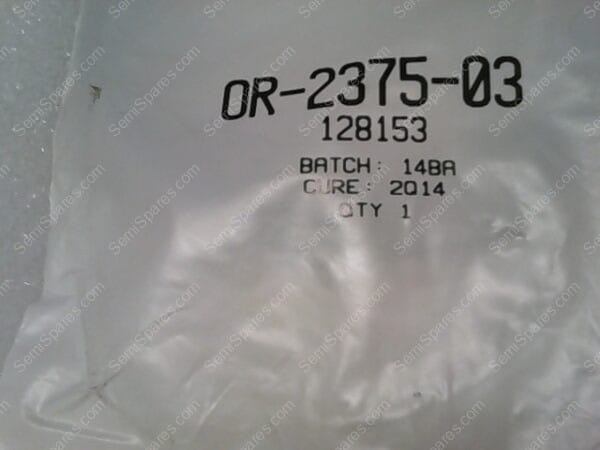 OR-2375-03
128153
BATCH: 14BA
CURE: 2Q14
QTY 1
SemiSpares.com